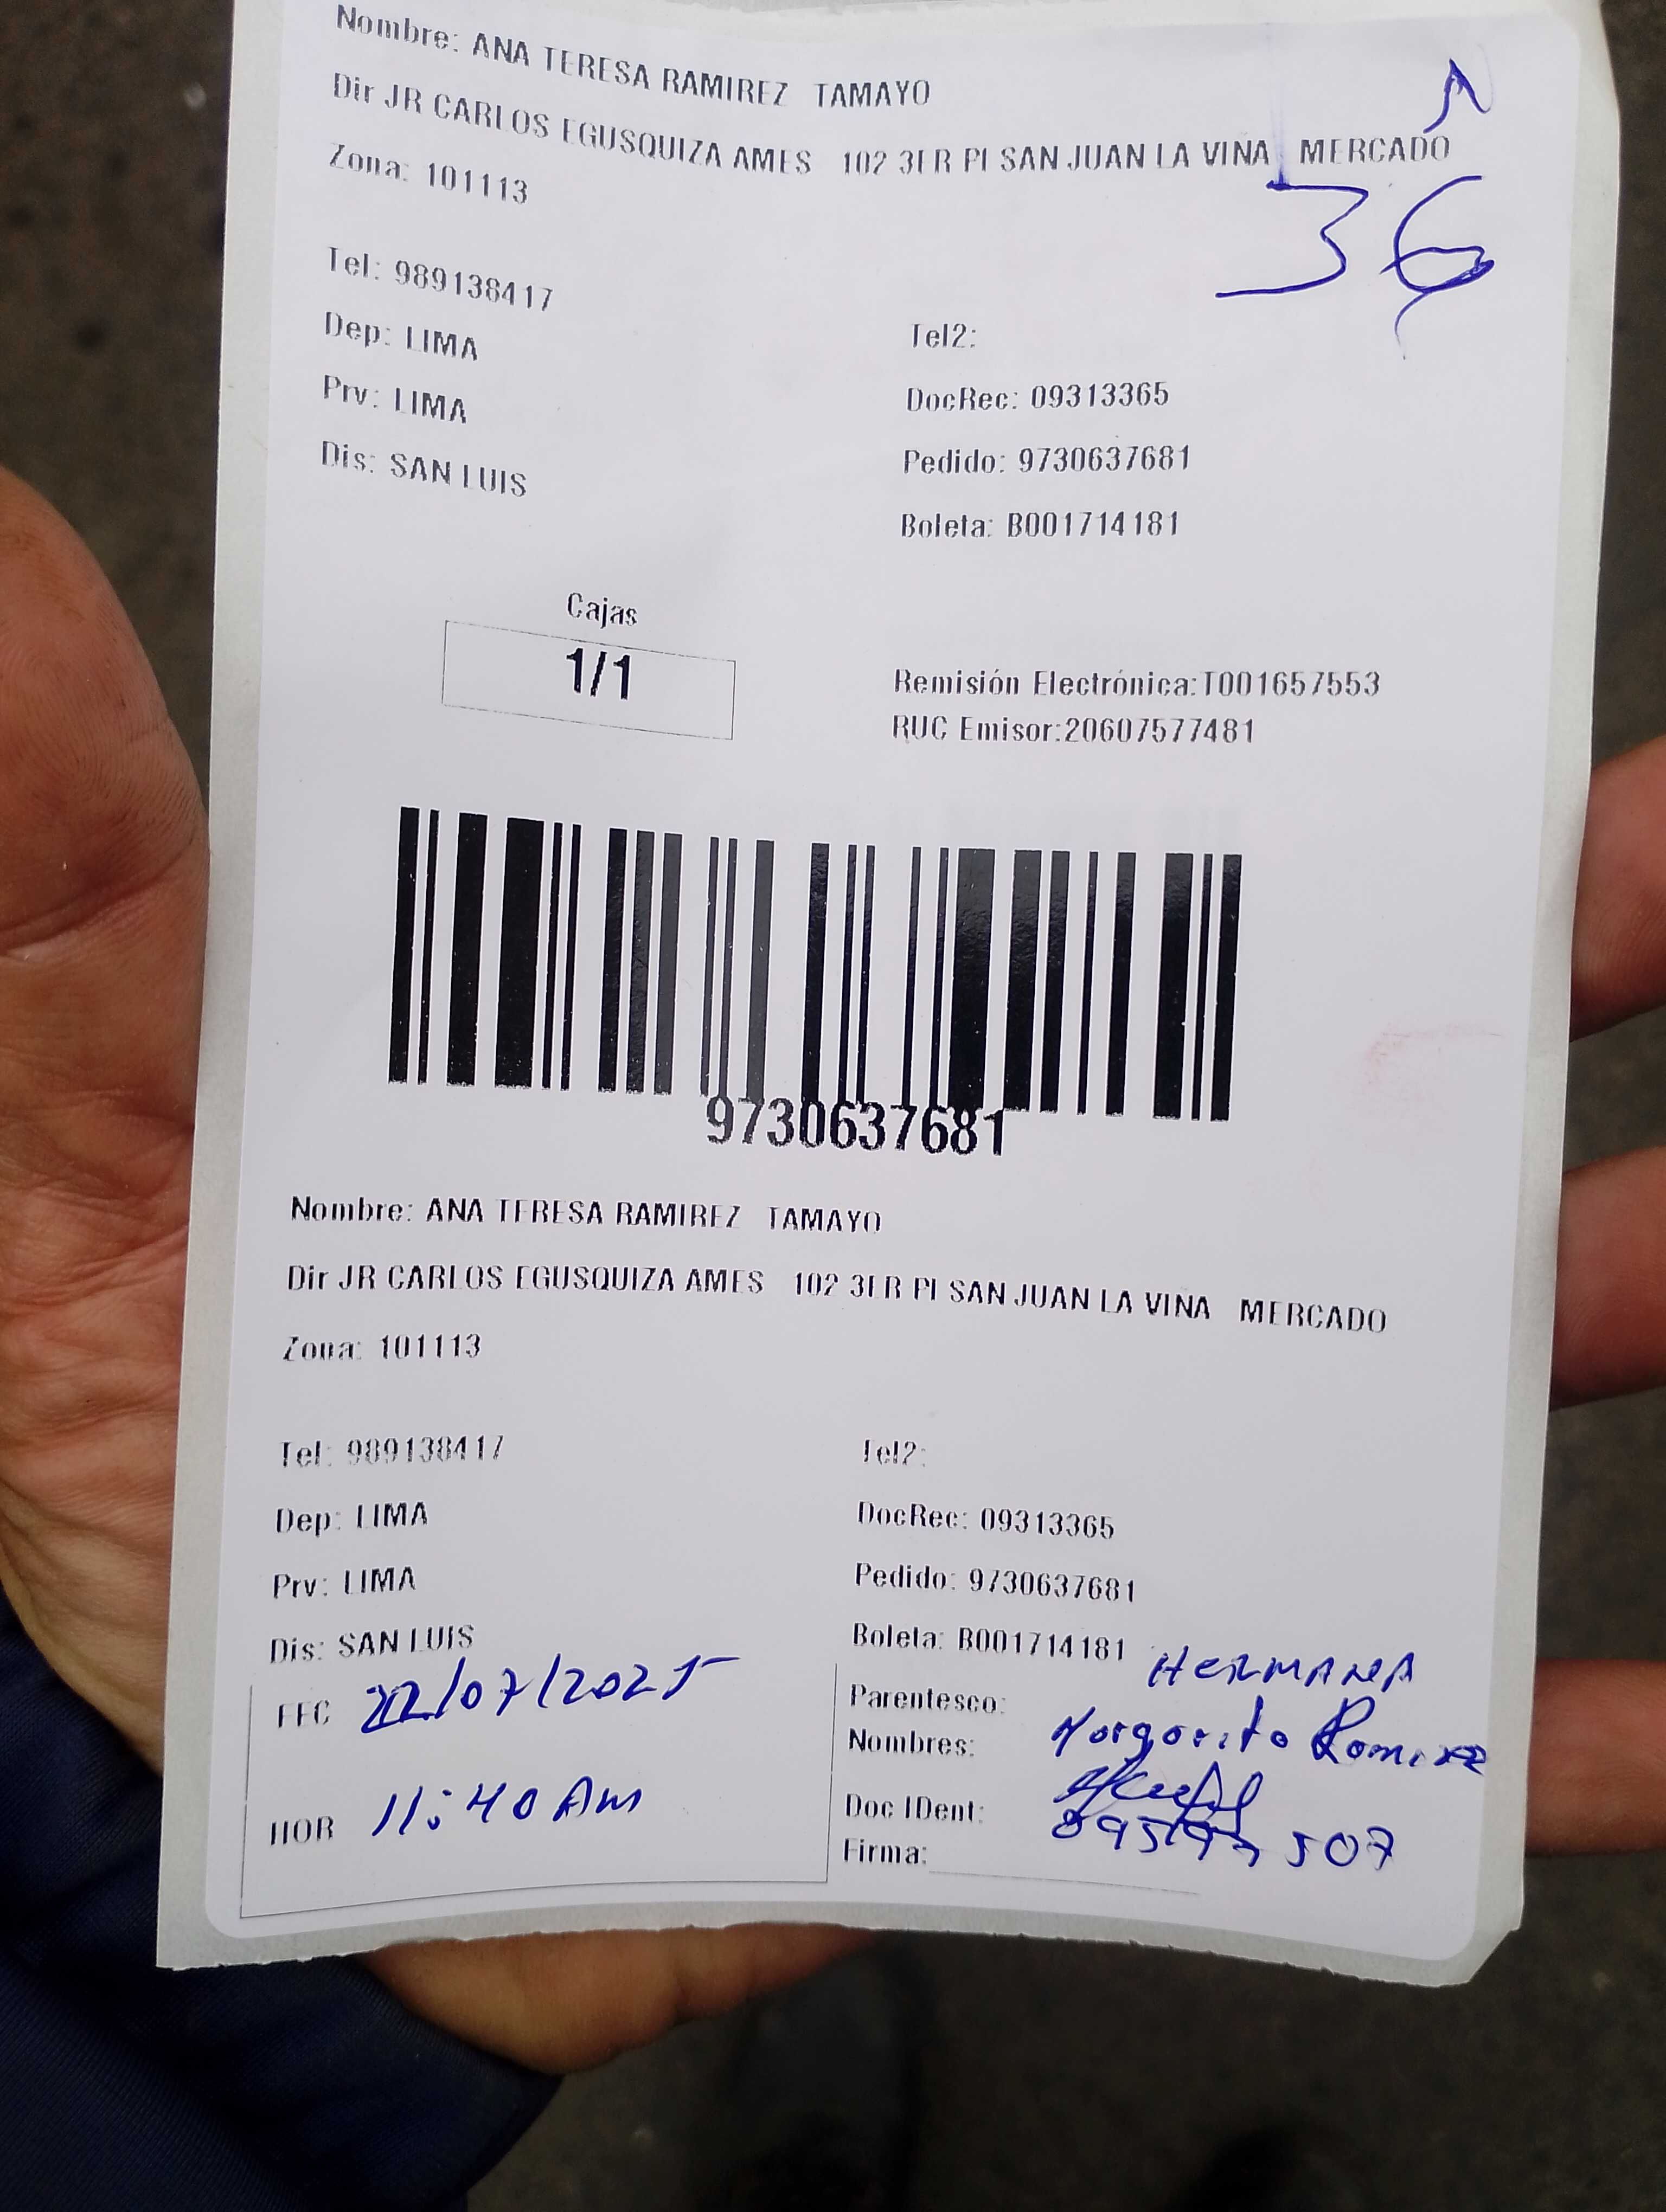 Nombre: ANA TERESA RAMIREZ TAMAYO
Dir JR CARLOS EGUSQUIZA AMES 102 3ER PI SAN JUAN LA VIÑA MERCADO
Zona: 101113
36
Tel: 989138417
Tel2:
Dep: LIMA
DocRec: 09313365
Prv: LIMA
Pedido: 9730637681
Dis: SAN LUIS
Boleta: B001714181
Cajas
1/1
Remisión Electrónica:T001657553
RUC Emisor:20607577481
9730637681
Nombre: ANA TERESA RAMIREZ TAMAYO
Dir JR CARLOS EGUSQUIZA AMES 102 3ER PI SAN JUAN LA VINA MERCADO
Zona: 101113
Tel: 989138417
Tel2:
Dep: LIMA
DocRec: 09313365
Prv: LIMA
Pedido: 9730637681
Dis: SAN LUIS
Boleta: B001714181
FEC 22/07/2025
Parentesco: HERMANA
Nombres: Margarita Ramirez
HOR 11:40 Am
Doc IDent:
Firma: